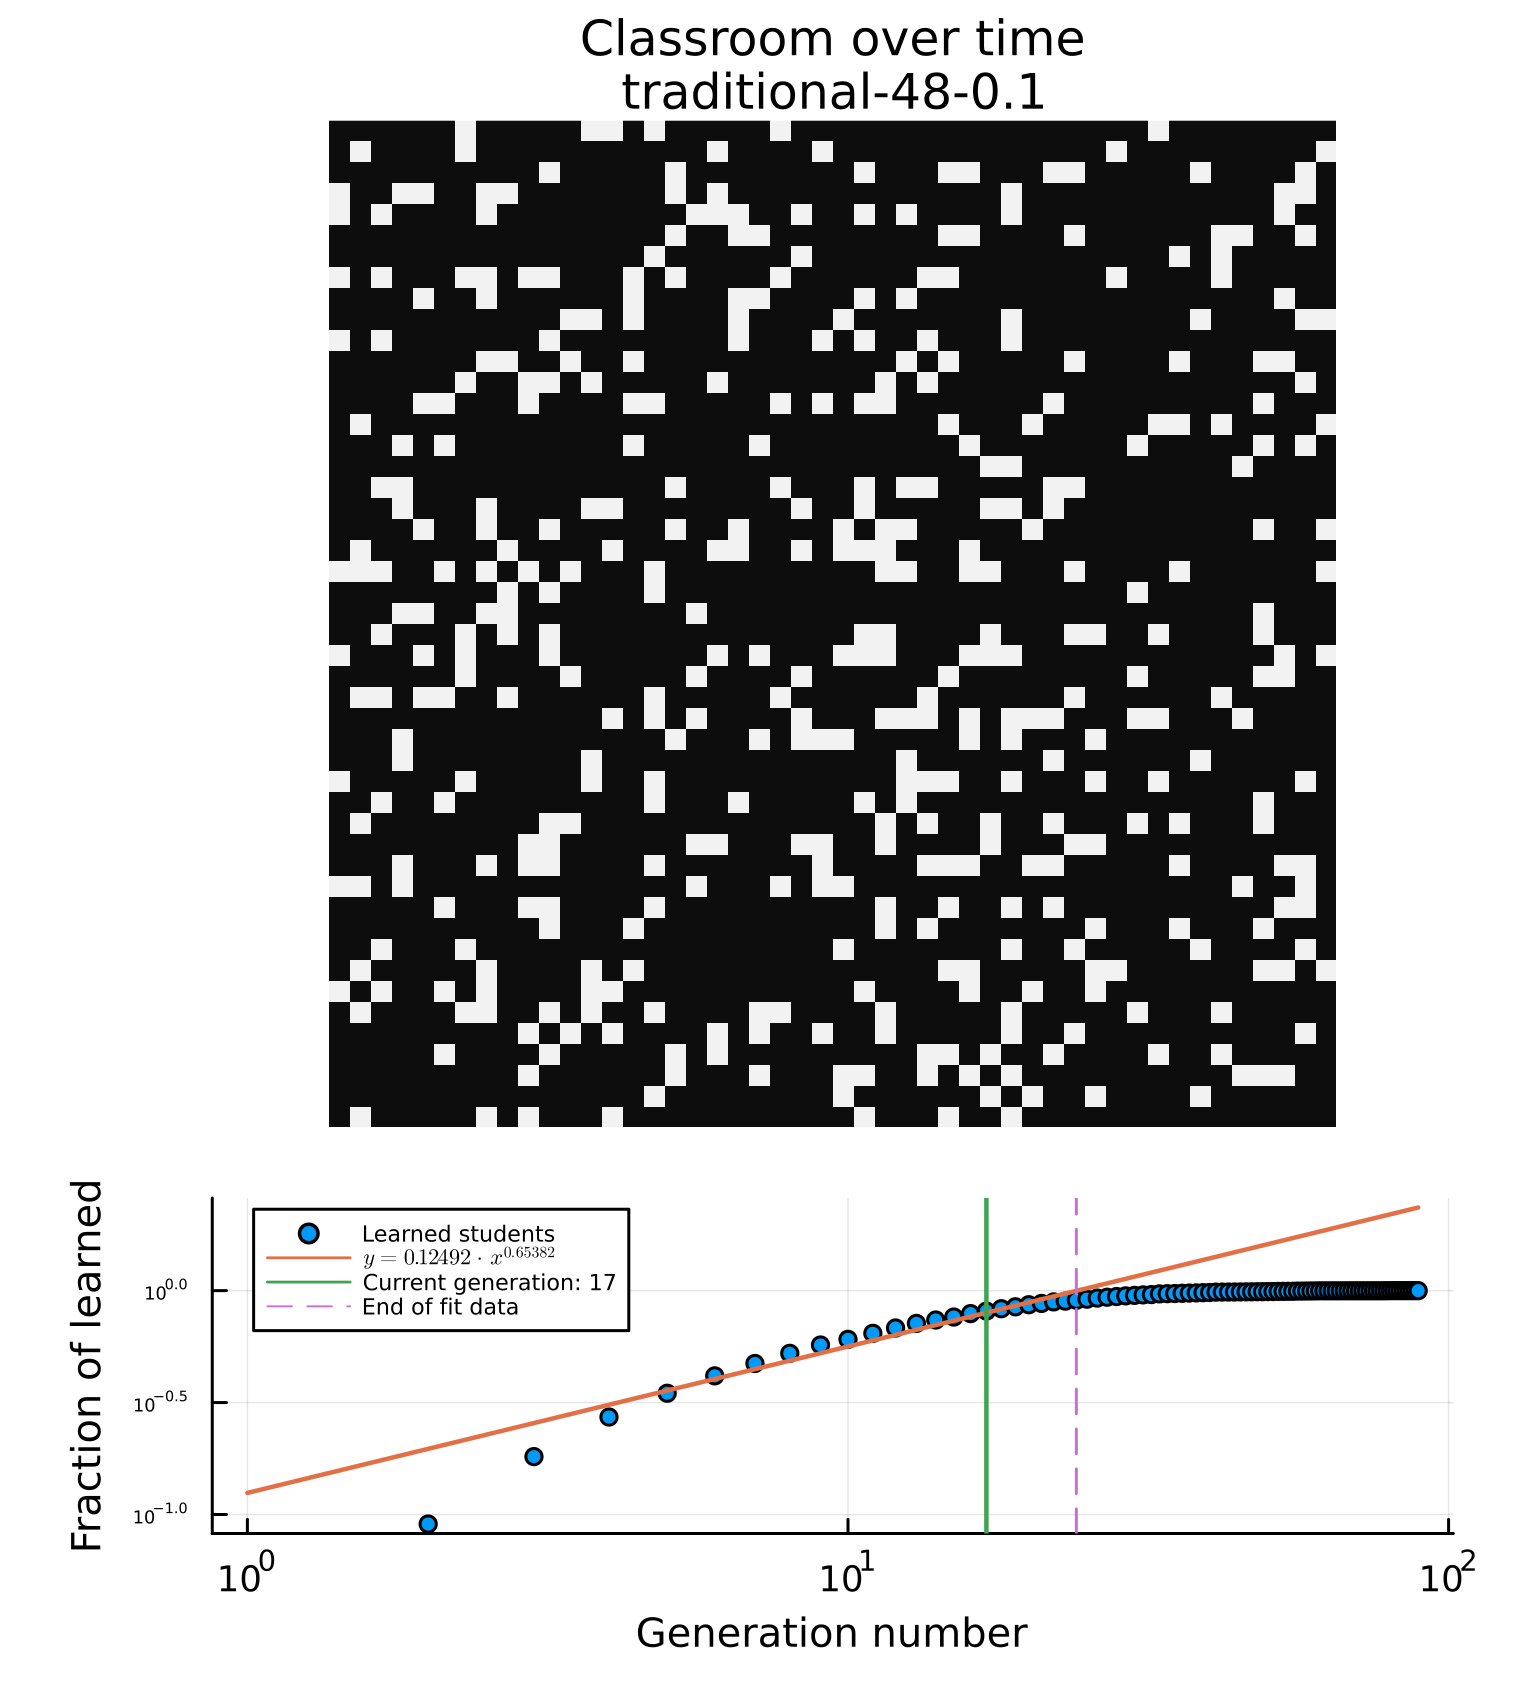 Classroom over time
traditional-48-0.1
Fraction of learned
Learned students
y = 0.12492 · x^0.65382
Current generation: 17
End of fit data
10^0.0
10^−0.5
10^−1.0
10^0
10^1
10^2
Generation number